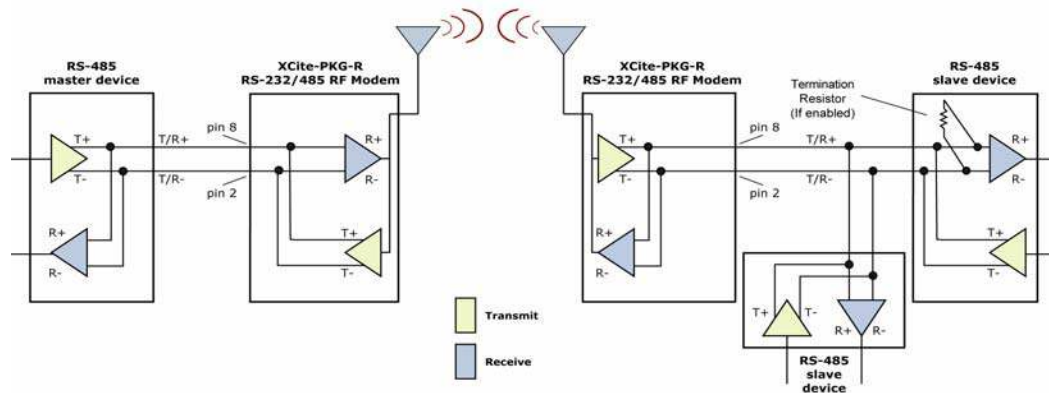 RS-485
master device
XCite-PKG-R
RS-232/485 RF Modem
XCite-PKG-R
RS-232/485 RF Modem
RS-485
slave device
Termination
Resistor
(If enabled)
T+
T/R+
pin 8
R+
T-
T/R-
pin 2
R-
R+
R-
T+
T-
T+
pin 8
T/R+
R+
T-
pin 2
T/R-
R-
R+
R-
T+
T-
T+
T-
R+
R-
Transmit
Receive
RS-485
slave
device